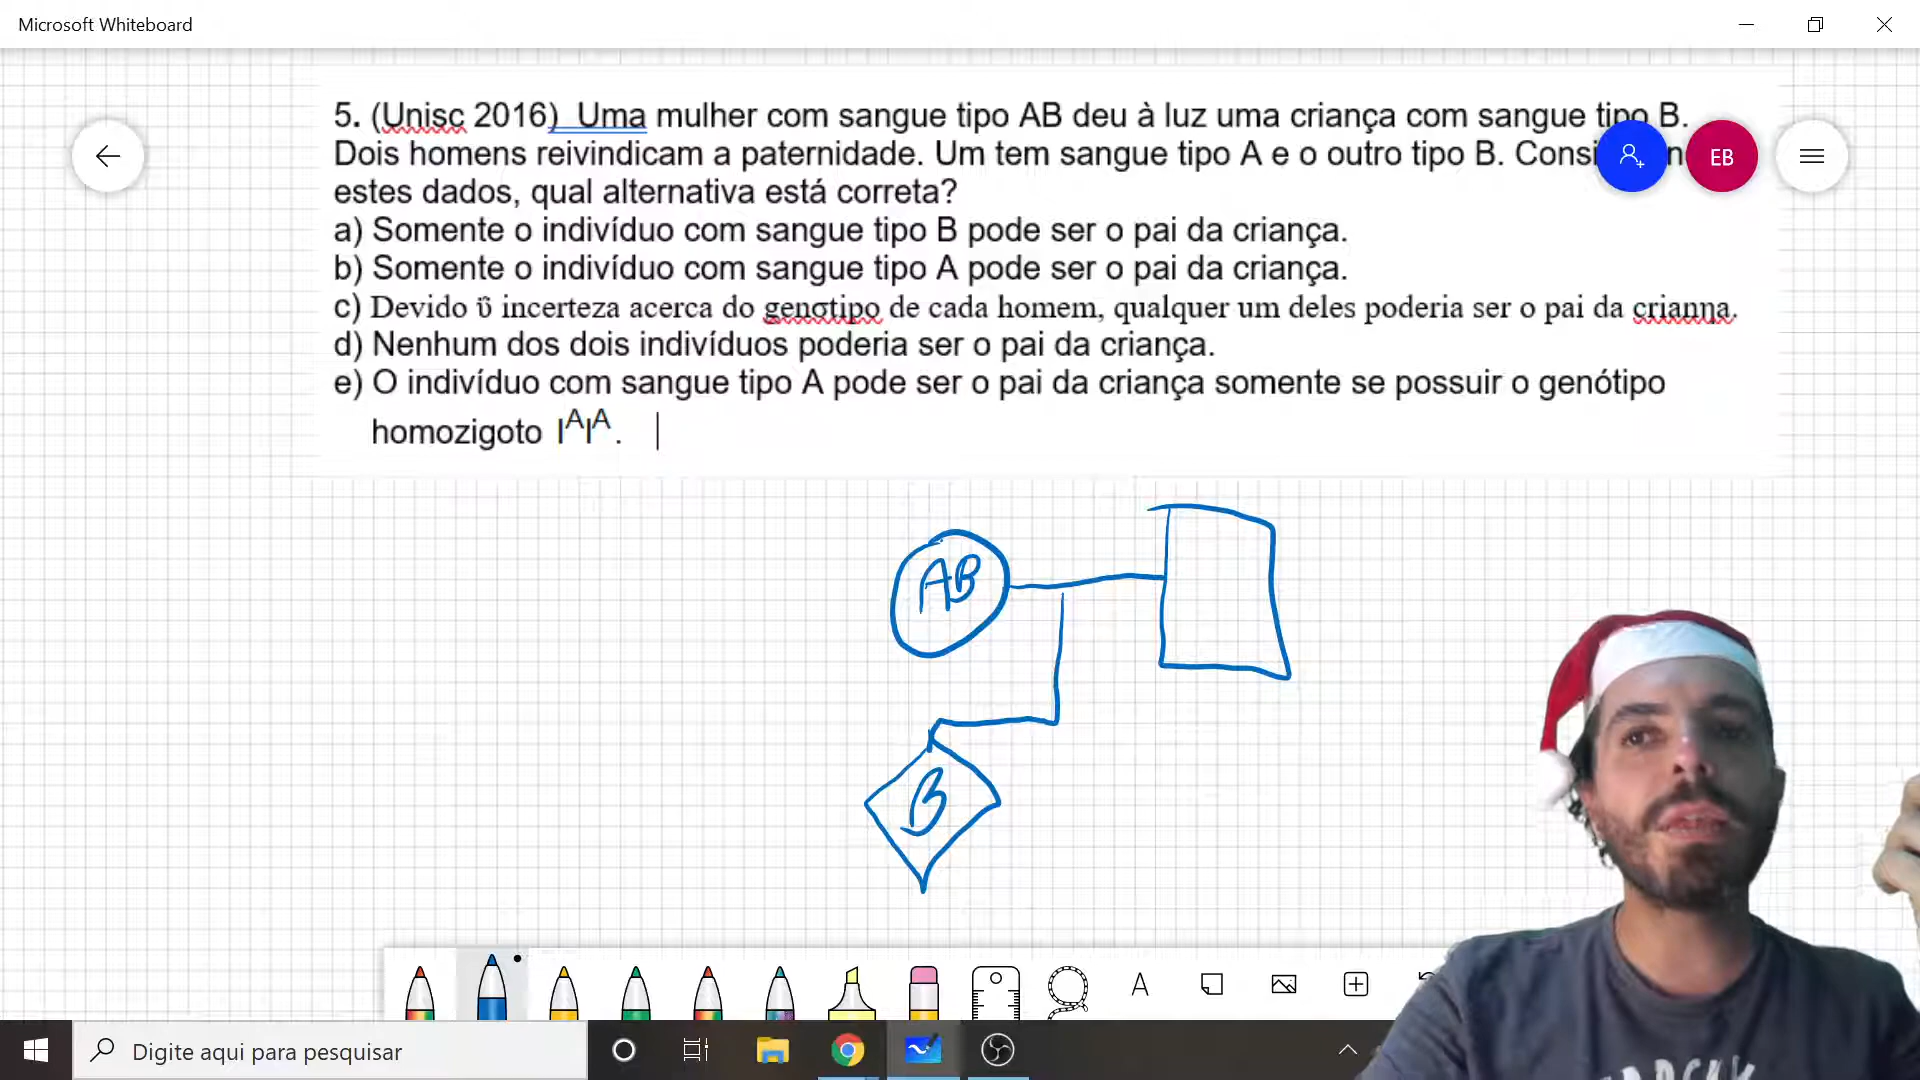 Microsoft Whiteboard
5. (Unisc 2016) Uma mulher com sangue tipo AB deu à luz uma criança com sangue tipo B.
Dois homens reivindicam a paternidade. Um tem sangue tipo A e o outro tipo B. Consi
estes dados, qual alternativa está correta?
EB
a) Somente o indivíduo com sangue tipo B pode ser o pai da criança.
b) Somente o indivíduo com sangue tipo A pode ser o pai da criança.
c) Devido ΰ incerteza acerca do genσtipo de cada homem, qualquer um deles poderia ser o pai da crianηa.
d) Nenhum dos dois indivíduos poderia ser o pai da criança.
e) O indivíduo com sangue tipo A pode ser o pai da criança somente se possuir o genótipo
homozigoto IᴬIᴬ.
AB
B
A
Digite aqui para pesquisar